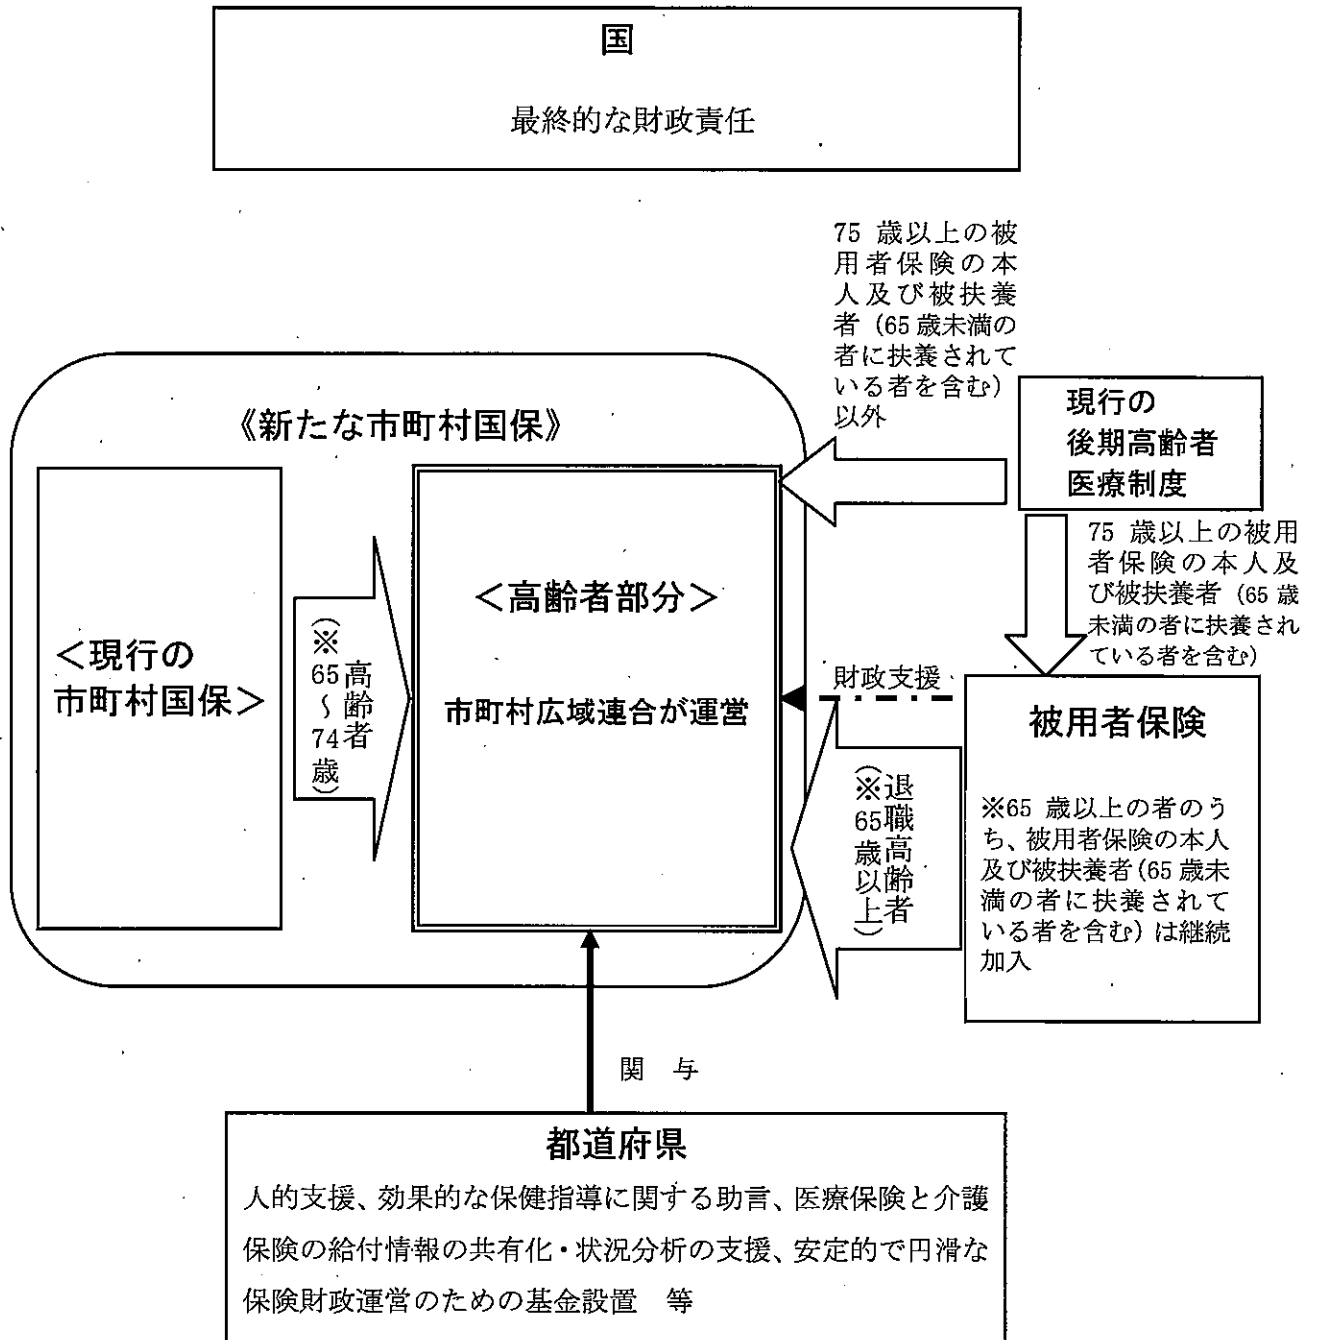 国
最終的な財政責任
75 歳以上の被
用者保険の本
人及び被扶養
者（65 歳未満の
者に扶養されて
いる者を含む）
以外
現行の
後期高齢者
医療制度
《新たな市町村国保》
75 歳以上の被用
者保険の本人及
び被扶養者（65 歳
未満の者に扶養され
ている者を含む）
＜現行の
市町村国保＞
高齢者
（※65～74歳）
＜高齢者部分＞
市町村広域連合が運営
財政支援
退職高齢者
（※65歳以上）
被用者保険
※65 歳以上の者のう
ち、被用者保険の本人
及び被扶養者（65 歳未
満の者に扶養されて
いる者を含む）は継続
加入
関 与
都道府県
人的支援、効果的な保健指導に関する助言、医療保険と介護
保険の給付情報の共有化・状況分析の支援、安定的で円滑な
保険財政運営のための基金設置 等